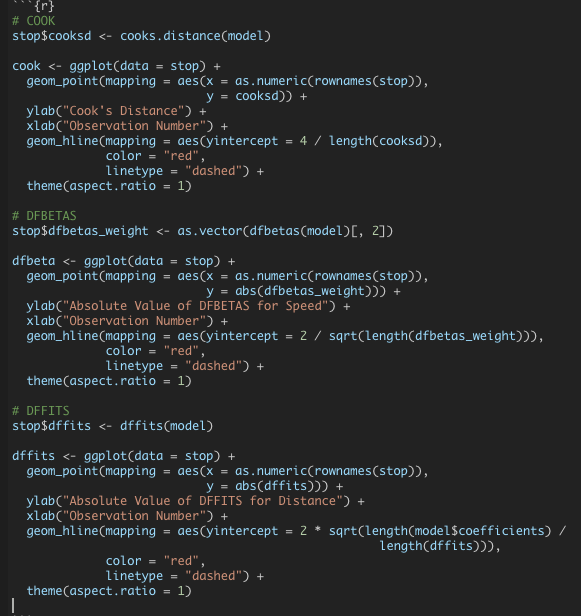 ```{r}
# COOK
stop$cooksd <- cooks.distance(model)
cook <- ggplot(data = stop) +
  geom_point(mapping = aes(x = as.numeric(rownames(stop)),
                           y = cooksd)) +
  ylab("Cook's Distance") +
  xlab("Observation Number") +
  geom_hline(mapping = aes(yintercept = 4 / length(cooksd)),
             color = "red",
             linetype = "dashed") +
  theme(aspect.ratio = 1)
# DFBETAS
stop$dfbetas_weight <- as.vector(dfbetas(model)[, 2])
dfbeta <- ggplot(data = stop) +
  geom_point(mapping = aes(x = as.numeric(rownames(stop)),
                           y = abs(dfbetas_weight))) +
  ylab("Absolute Value of DFBETAS for Speed") +
  xlab("Observation Number") +
  geom_hline(mapping = aes(yintercept = 2 / sqrt(length(dfbetas_weight))),
             color = "red",
             linetype = "dashed") +
  theme(aspect.ratio = 1)
# DFFITS
stop$dffits <- dffits(model)
dffits <- ggplot(data = stop) +
  geom_point(mapping = aes(x = as.numeric(rownames(stop)),
                           y = abs(dffits))) +
  ylab("Absolute Value of DFFITS for Distance") +
  xlab("Observation Number") +
  geom_hline(mapping = aes(yintercept = 2 * sqrt(length(model$coefficients) /
                                                   length(dffits))),
             color = "red",
             linetype = "dashed") +
  theme(aspect.ratio = 1)